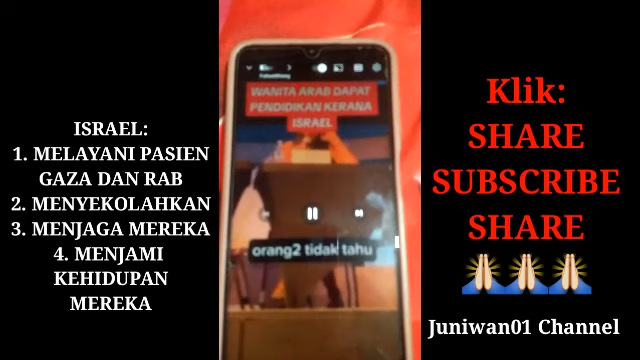 ISRAEL:
1. MELAYANI PASIEN
GAZA DAN RAB
2. MENYEKOLAHKAN
3. MENJAGA MEREKA
4. MENJAMI
KEHIDUPAN
MEREKA
WANITA ARAB DAPAT
PENDIDIKAN KERANA
ISRAEL
orang2 tidak tahu
Klik:
SHARE
SUBSCRIBE
SHARE
Juniwan01 Channel